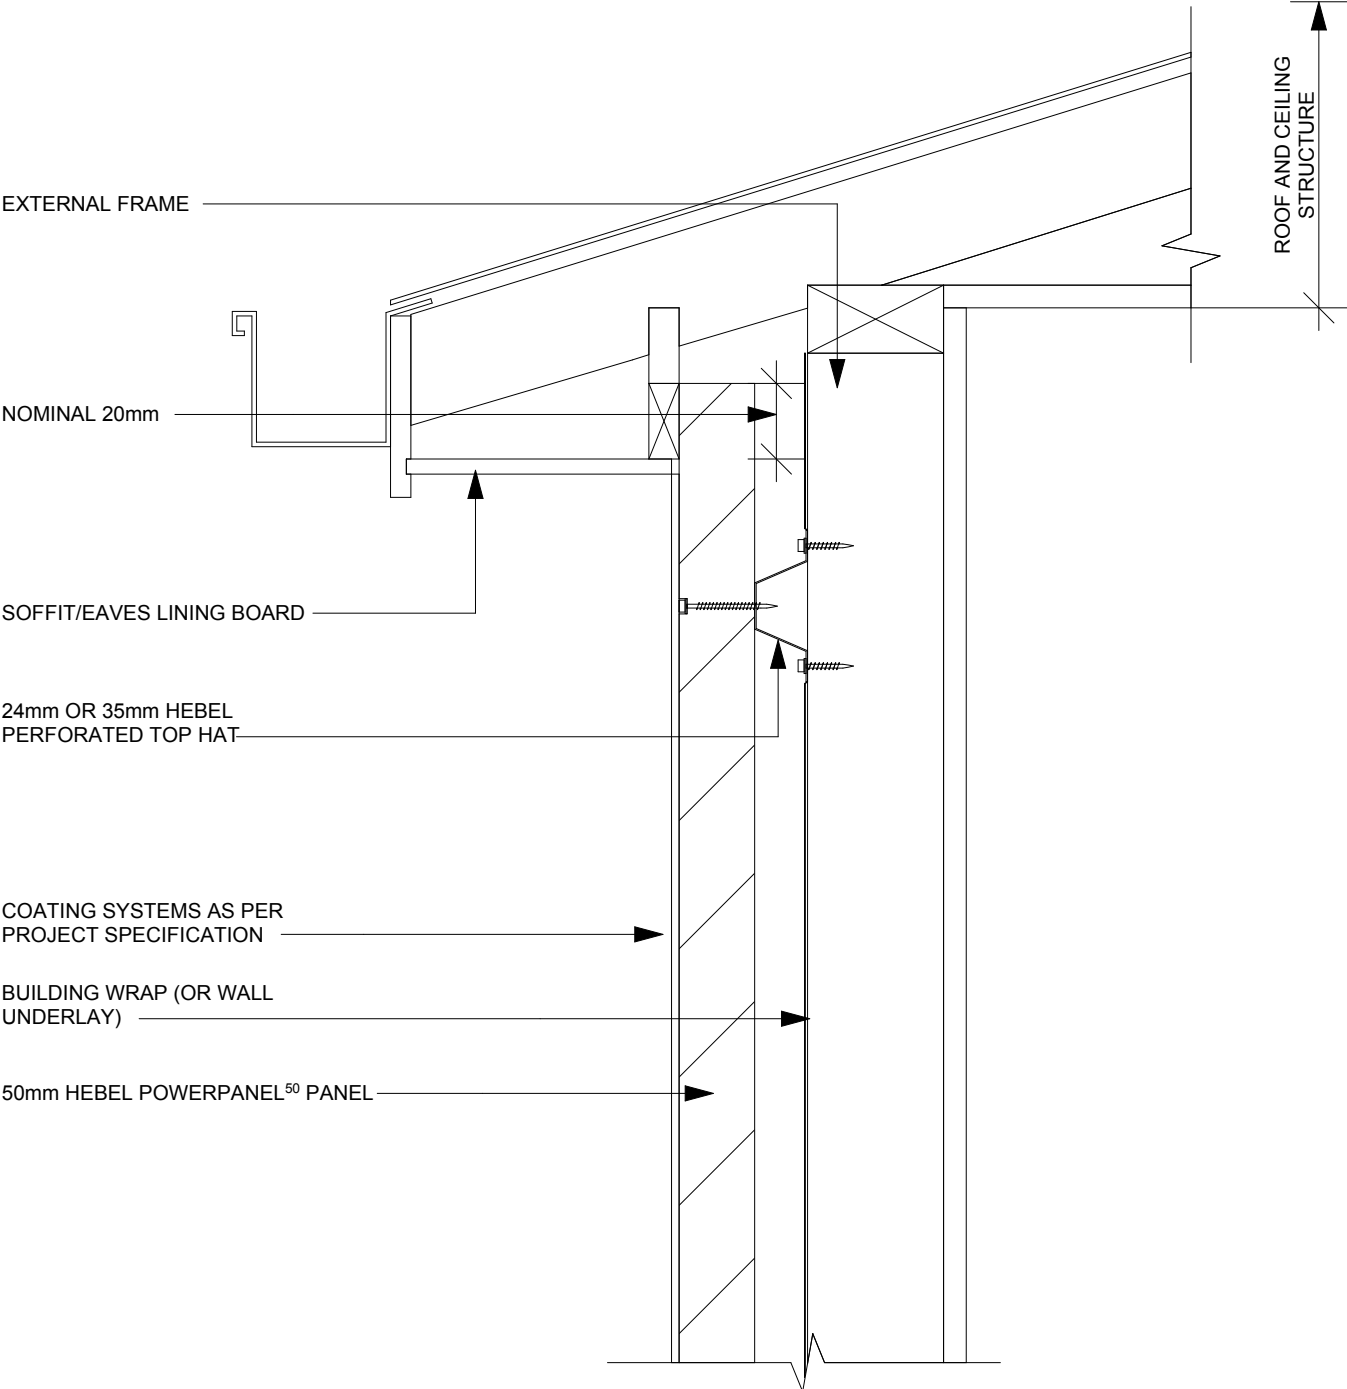 ROOF AND CEILING
STRUCTURE
EXTERNAL FRAME
NOMINAL 20mm
SOFFIT/EAVES LINING BOARD
24mm OR 35mm HEBEL
PERFORATED TOP HAT
COATING SYSTEMS AS PER
PROJECT SPECIFICATION
BUILDING WRAP (OR WALL
UNDERLAY)
50mm HEBEL POWERPANEL⁵⁰ PANEL